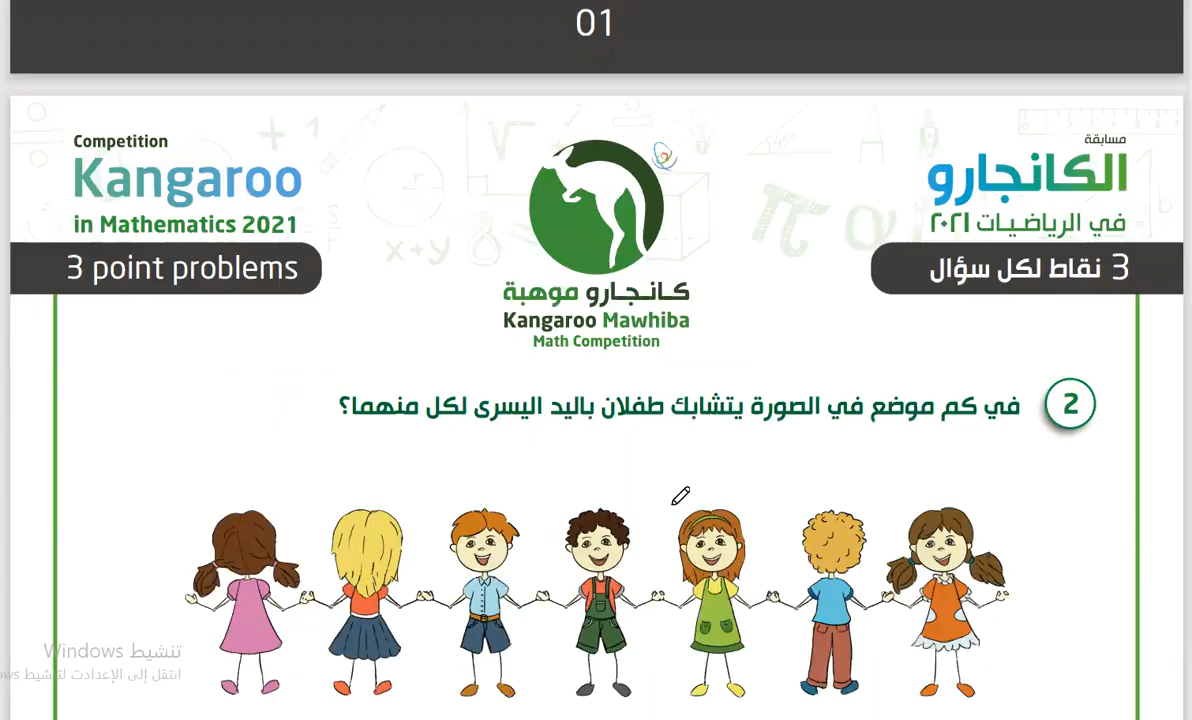 01
Competition
Kangaroo
in Mathematics 2021
3 point problems
مسابقة
الكانجارو
في الرياضيات ٢٠٢١
3 نقاط لكل سؤال
كانجارو موهبة
Kangaroo Mawhiba
Math Competition
2 في كم موضع في الصورة يتشابك طفلان باليد اليسرى لكل منهما؟
تنشيط Windows
انتقل إلى الإعدادت لتنشيط